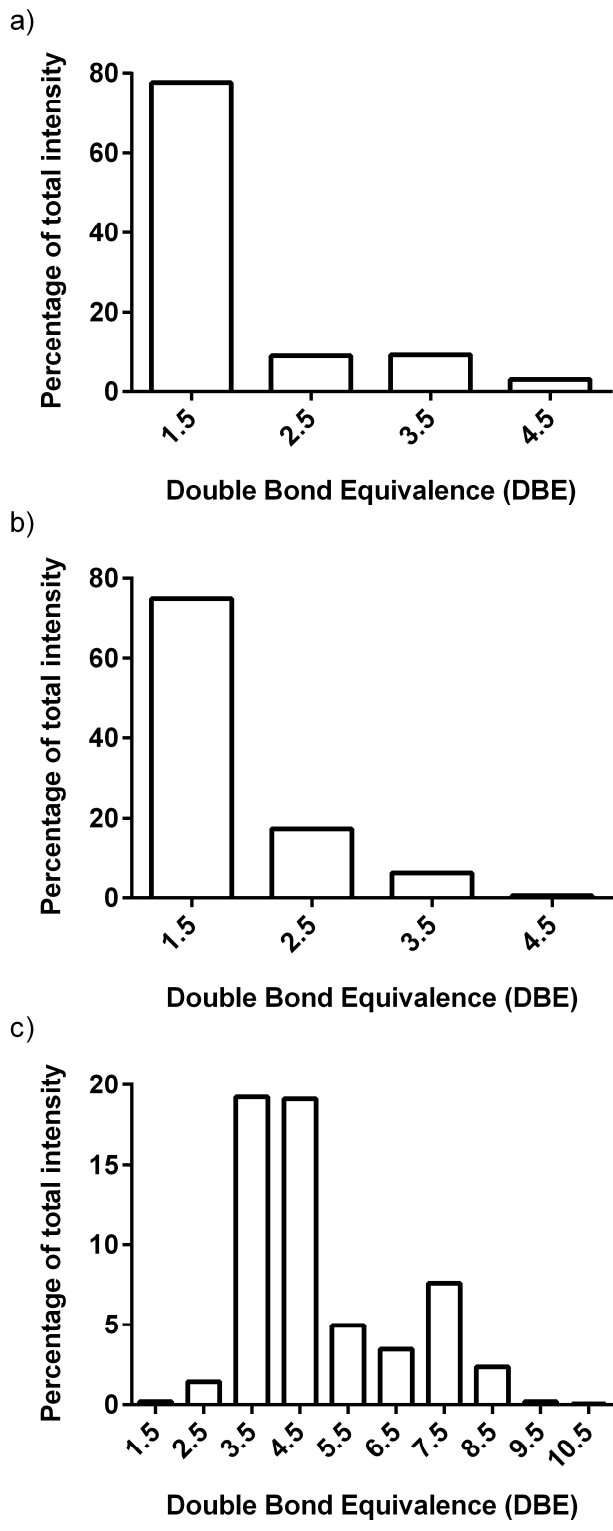 a)
Percentage of total intensity
80
60
40
20
0
1.5 2.5 3.5 4.5
Double Bond Equivalence (DBE)
b)
Percentage of total intensity
80
60
40
20
0
1.5 2.5 3.5 4.5
Double Bond Equivalence (DBE)
c)
Percentage of total intensity
20
15
10
5
0
1.5 2.5 3.5 4.5 5.5 6.5 7.5 8.5 9.5 10.5
Double Bond Equivalence (DBE)